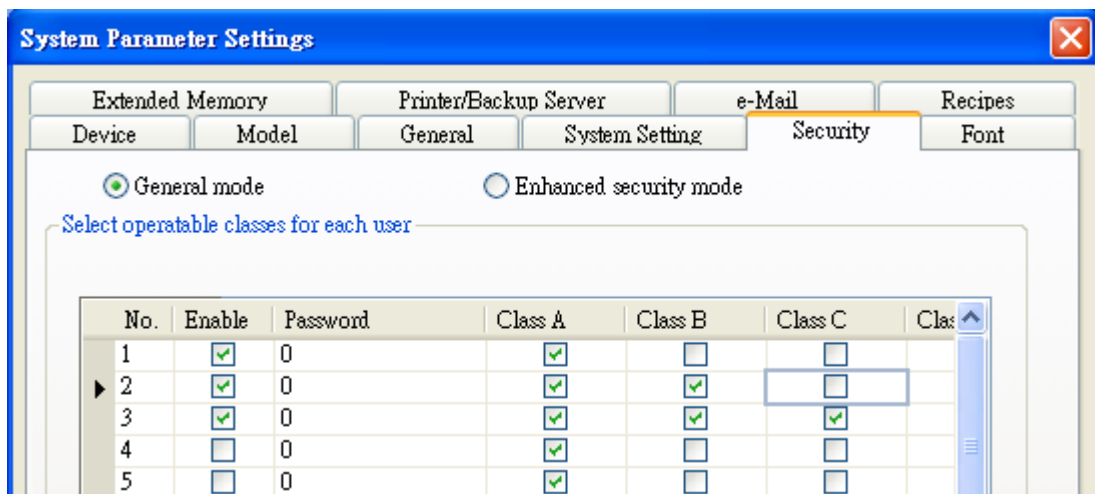 System Parameter Settings
Extended Memory Printer/Backup Server e-Mail Recipes
Device Model General System Setting Security Font
General mode Enhanced security mode
Select operatable classes for each user
No. Enable Password Class A Class B Class C Clas
1 0
2 0
3 0
4 0
5 0